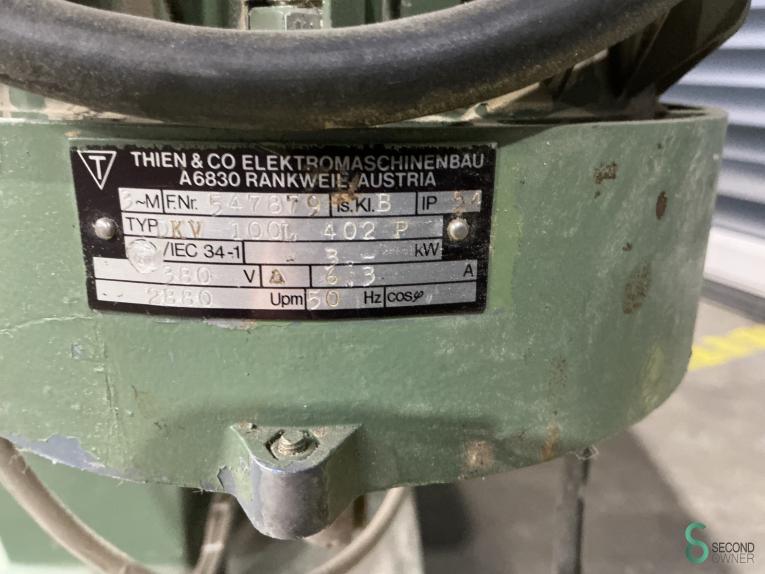 T THIEN & CO ELEKTROMASCHINENBAU
A6830 RANKWEIL AUSTRIA
3~M F.Nr. 547879 Is.Kl. B IP 54
TYP DKV 100L 402 P
/IEC 34-1 3,- kW
380 V Δ 6.3 A
2880 Upm 50 Hz cosφ
S SECOND
OWNER